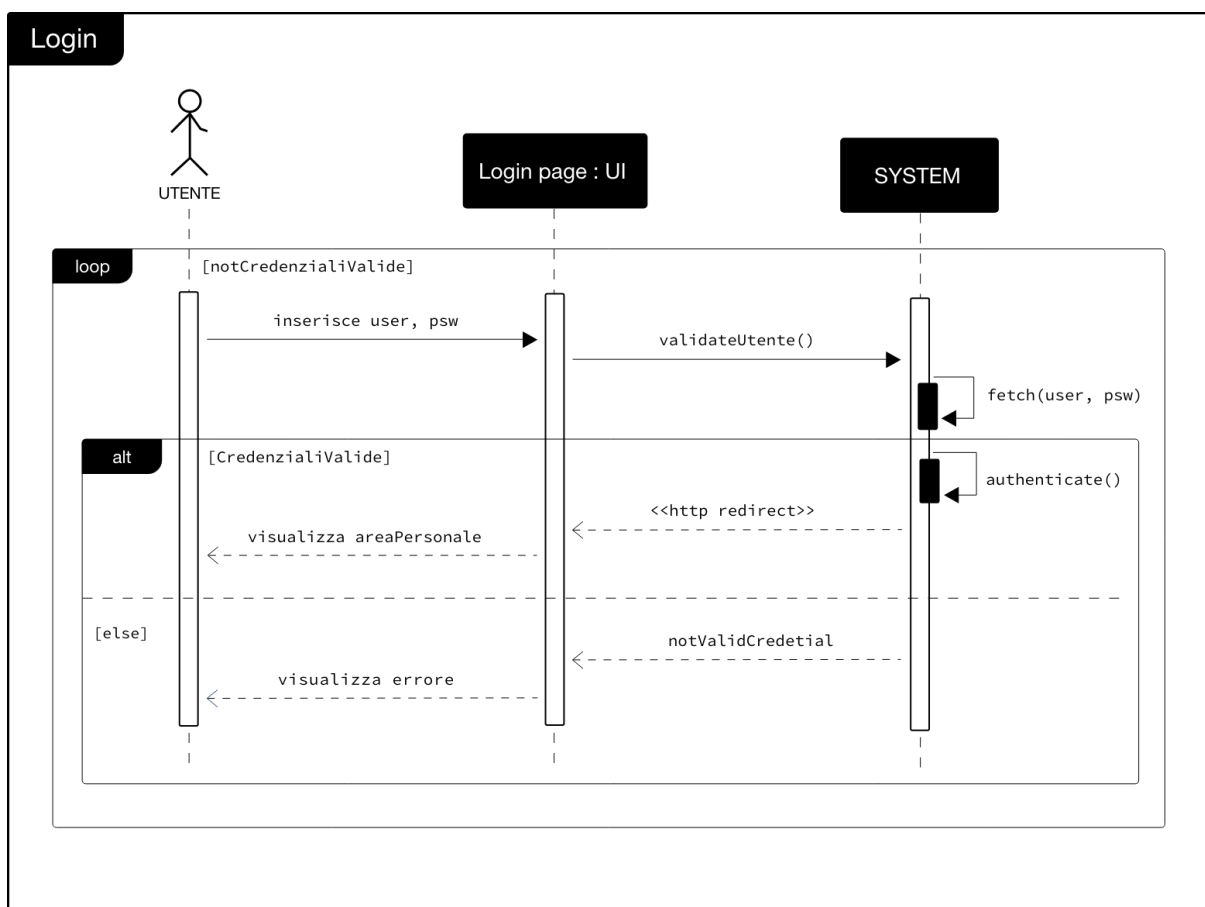 Login
UTENTE
Login page : UI
SYSTEM
loop
[notCredenzialiValide]
inserisce user, psw
validateUtente()
fetch(user, psw)
alt
[CredenzialiValide]
authenticate()
<<http redirect>>
visualizza areaPersonale
[else]
notValidCredetial
visualizza errore